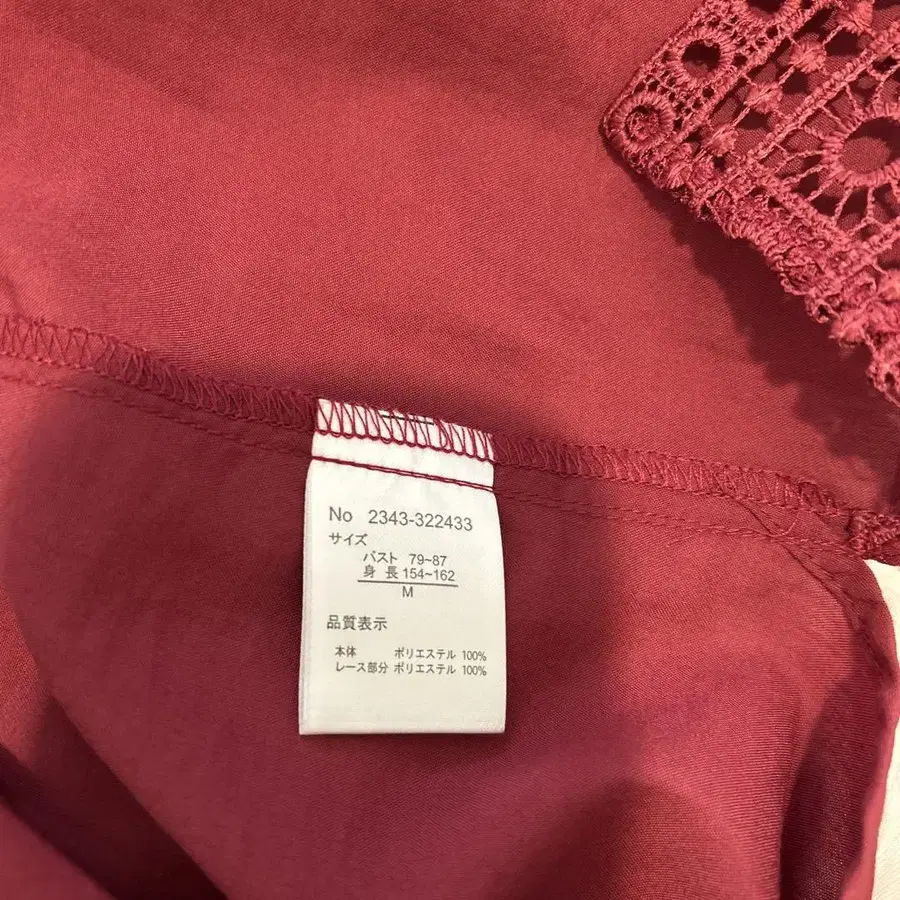 No 2343-322433
サイズ
バスト 79~87
身長 154~162
M
品質表示
本体 ポリエステル 100%
レース部分 ポリエステル 100%